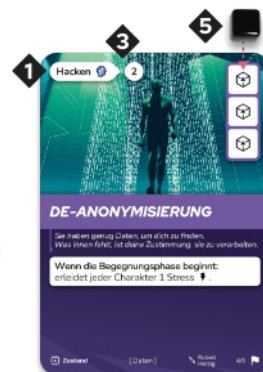 3
5
1
Hacken
2
DE-ANONYMISIERUNG
Sie haben genug Daten, um dich zu finden.
Was ihnen fehlt, ist deine Zustimmung, sie zu verarbeiten.
Wenn die Begegnungsphase beginnt:
erleidet jeder Charakter 1 Stress .
Zustand
[Daten]
Robert
Hertig
4/5